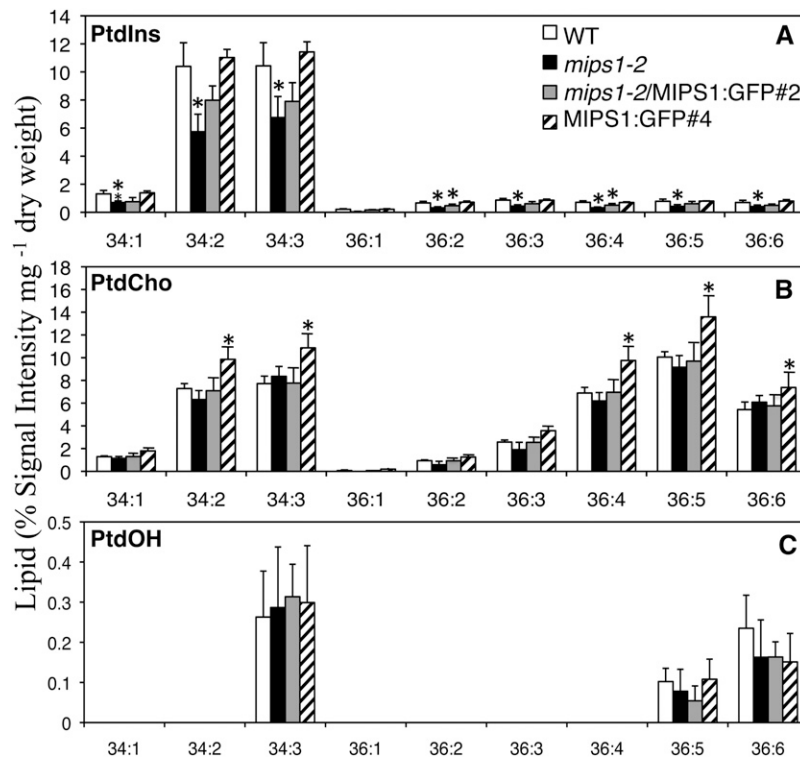 Lipid (% Signal Intensity mg -1 dry weight)
PtdIns
A
WT
mips1-2
mips1-2/MIPS1:GFP#2
MIPS1:GFP#4
14
12
10
8
6
4
2
0
* * * * * * * * * * *
34:1 34:2 34:3 36:1 36:2 36:3 36:4 36:5 36:6
PtdCho
B
18
16
14
12
10
8
6
4
2
0
* * * * *
34:1 34:2 34:3 36:1 36:2 36:3 36:4 36:5 36:6
PtdOH
C
0.5
0.4
0.3
0.2
0.1
0
34:1 34:2 34:3 36:1 36:2 36:3 36:4 36:5 36:6